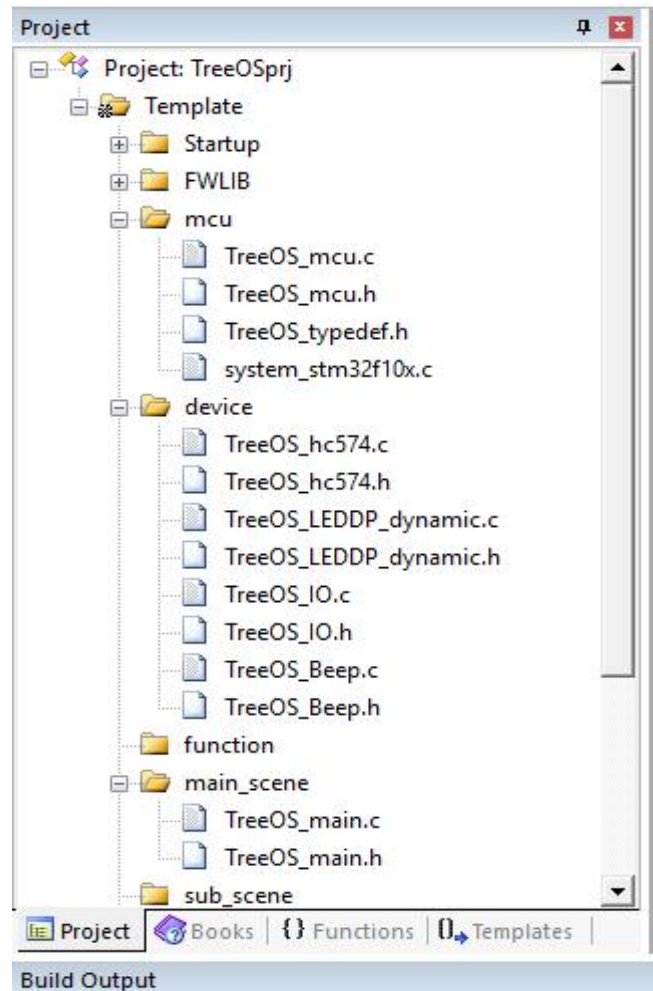 Project
Project: TreeOSprj
Template
Startup
FWLIB
mcu
TreeOS_mcu.c
TreeOS_mcu.h
TreeOS_typedef.h
system_stm32f10x.c
device
TreeOS_hc574.c
TreeOS_hc574.h
TreeOS_LEDDP_dynamic.c
TreeOS_LEDDP_dynamic.h
TreeOS_IO.c
TreeOS_IO.h
TreeOS_Beep.c
TreeOS_Beep.h
function
main_scene
TreeOS_main.c
TreeOS_main.h
sub_scene
Project Books {} Functions 0 Templates
Build Output